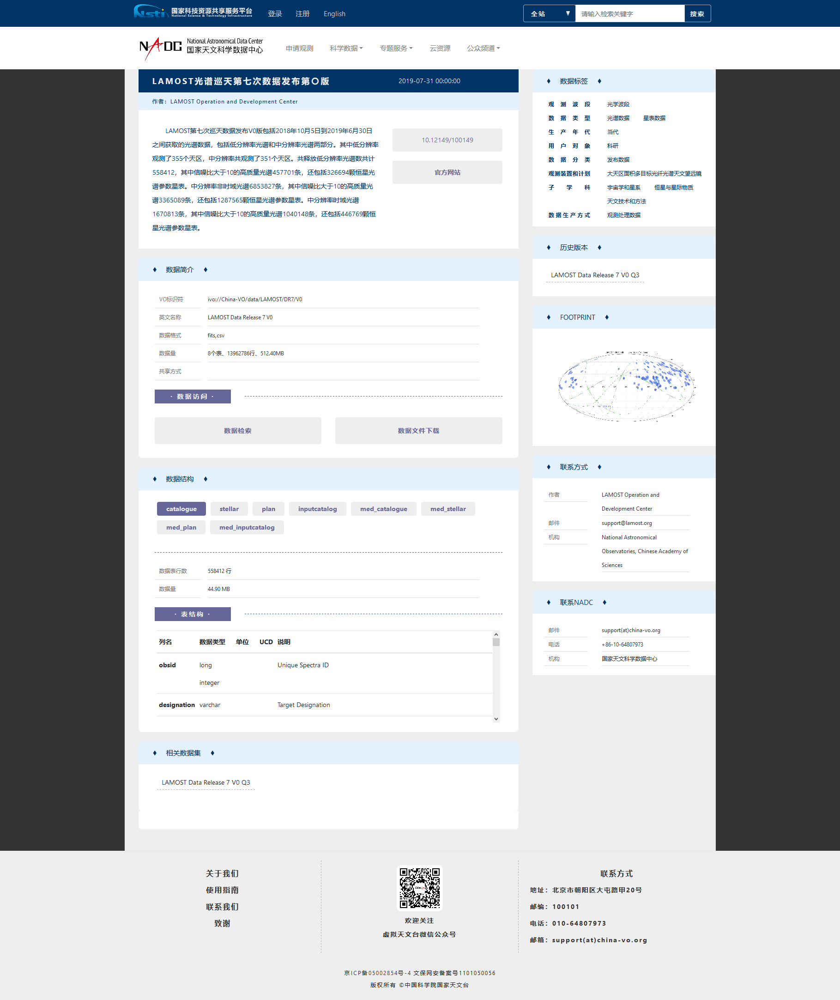 Nsti 国家科技资源共享服务平台
National Science & Technology Infrastructure
登录 注册 English
全站 ▼ 请输入检索关键字 搜索
NADC National Astronomical Data Center
国家天文科学数据中心
申请观测 科学数据 专题服务 云资源 公众频道
LAMOST光谱巡天第七次数据发布第〇版 2019-07-31 00:00:00
作者：LAMOST Operation and Development Center
LAMOST第七次巡天数据发布V0版包括2018年10月5日到2019年6月30日
之间获取的光谱数据，包括低分辨率光谱和中分辨率光谱两部分。其中低分辨率
观测了355个天区，中分辨率共观测了351个天区。共释放低分辨率光谱数共计
558412，其中信噪比大于10的高质量光谱457701条，还包括326694颗恒星光
谱参数星表。中分辨率非时域光谱6853827条，其中信噪比大于10的高质量光
谱3365089条，还包括1287565颗恒星光谱参数星表。中分辨率时域光谱
1670813条，其中信噪比大于10的高质量光谱1040148条，还包括446769颗恒
星光谱参数星表。
10.12149/100149
官方网站
♦ 数据简介 ♦
VO标识符 ivo://China-VO/data/LAMOST/DR7/V0
英文名称 LAMOST Data Release 7 V0
数据格式 fits,csv
数据量 8个表、13962786行、512.40MB
共享方式
· 数据访问 ·
数据检索 数据文件下载
♦ 数据结构 ♦
catalogue stellar plan inputcatalog med_catalogue med_stellar
med_plan med_inputcatalog
数据表行数 558412 行
数据量 44.90 MB
· 表结构 ·
列名 数据类型 单位 UCD 说明
obsid long Unique Spectra ID
integer
designation varchar Target Designation
♦ 相关数据集 ♦
LAMOST Data Release 7 V0 Q3
♦ 数据标签 ♦
观测波段 光学波段
数据类型 光谱数据 星表数据
生产年代 当代
用户对象 科研
数据分类 发布数据
观测装置和计划 大天区面积多目标光纤光谱天文望远镜
子学科 宇宙学和星系 恒星与星际物质
天文技术和方法
数据生产方式 观测处理数据
♦ 历史版本 ♦
LAMOST Data Release 7 V0 Q3
♦ FOOTPRINT ♦
♦ 联系方式 ♦
作者 LAMOST Operation and
Development Center
邮件 support@lamost.org
机构 National Astronomical
Observatories, Chinese Academy of
Sciences
♦ 联系NADC ♦
邮件 support(at)china-vo.org
电话 +86-10-64807973
机构 国家天文科学数据中心
关于我们
使用指南
联系我们
致谢
欢迎关注
虚拟天文台微信公众号
联系方式
地址：北京市朝阳区大屯路甲20号
邮编：100101
电话：010-64807973
邮箱：support(at)china-vo.org
京ICP备05002854号-4 文保网安备案号1101050056
版权所有 ©中国科学院国家天文台